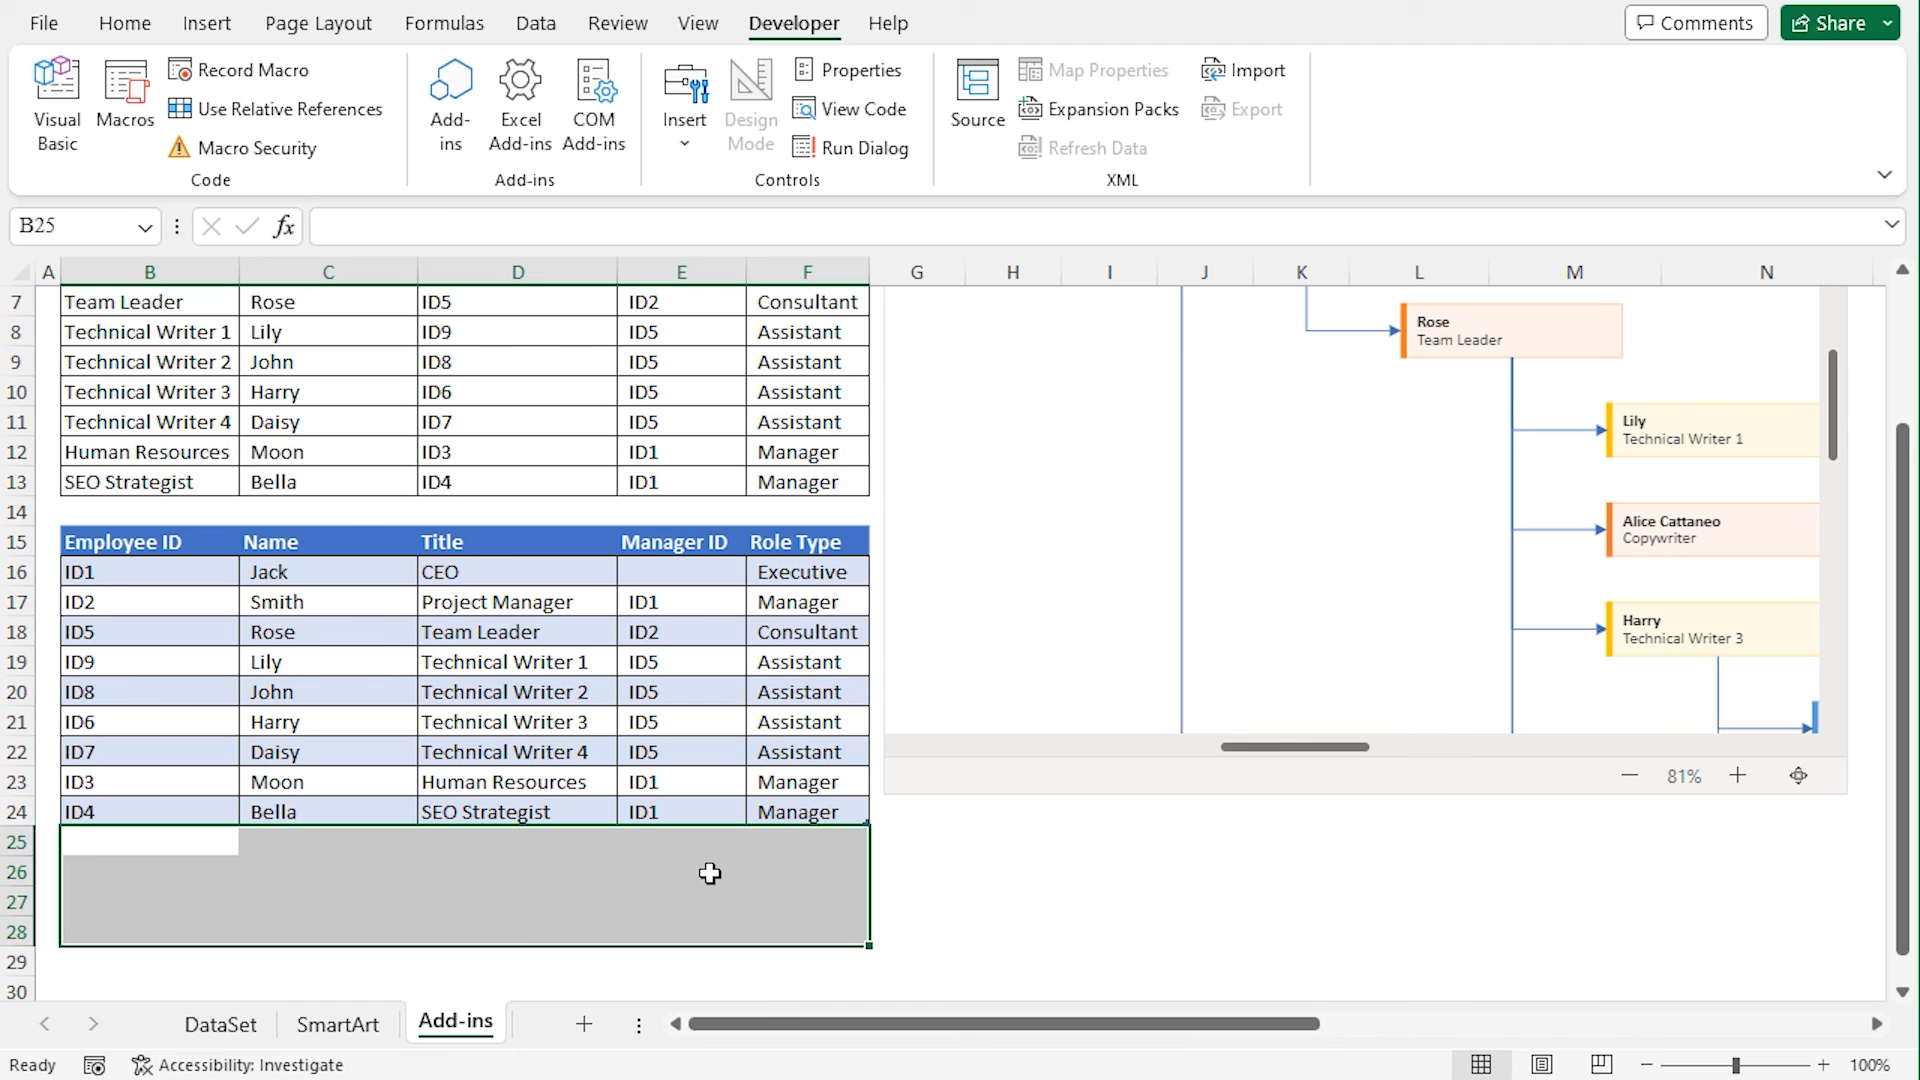 File Home Insert Page Layout Formulas Data Review View Developer Help Comments Share
Visual Basic
Macros
Record Macro
Use Relative References
Macro Security
Code
Add-ins
Excel Add-ins
COM Add-ins
Add-ins
Insert
Design Mode
Properties
View Code
Run Dialog
Controls
Source
Map Properties
Expansion Packs
Refresh Data
Import
Export
XML
B25 fx
A B C D E F G H I J K L M N
7 Team Leader Rose ID5 ID2 Consultant
8 Technical Writer 1 Lily ID9 ID5 Assistant
9 Technical Writer 2 John ID8 ID5 Assistant
10 Technical Writer 3 Harry ID6 ID5 Assistant
11 Technical Writer 4 Daisy ID7 ID5 Assistant
12 Human Resources Moon ID3 ID1 Manager
13 SEO Strategist Bella ID4 ID1 Manager
14
15 Employee ID Name Title Manager ID Role Type
16 ID1 Jack CEO Executive
17 ID2 Smith Project Manager ID1 Manager
18 ID5 Rose Team Leader ID2 Consultant
19 ID9 Lily Technical Writer 1 ID5 Assistant
20 ID8 John Technical Writer 2 ID5 Assistant
21 ID6 Harry Technical Writer 3 ID5 Assistant
22 ID7 Daisy Technical Writer 4 ID5 Assistant
23 ID3 Moon Human Resources ID1 Manager
24 ID4 Bella SEO Strategist ID1 Manager
25
26
27
28
29
30
Rose
Team Leader
Lily
Technical Writer 1
Alice Cattaneo
Copywriter
Harry
Technical Writer 3
81%
DataSet SmartArt Add-ins
Ready Accessibility: Investigate 100%